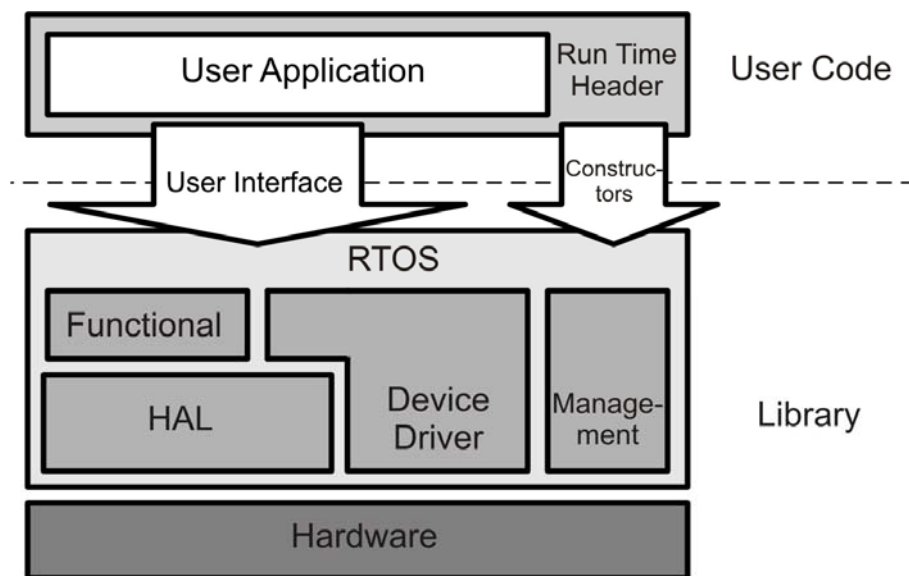 User Application
Run Time
Header
User Code
User Interface
Construc-
tors
RTOS
Functional
HAL
Device
Driver
Manage-
ment
Library
Hardware